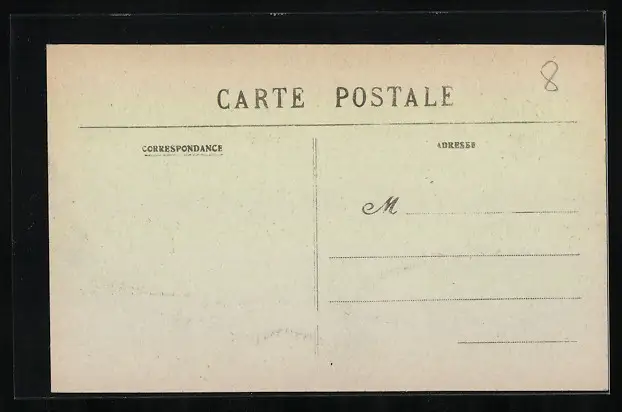 CARTE POSTALE
8
CORRESPONDANCE
ADRESSE
M